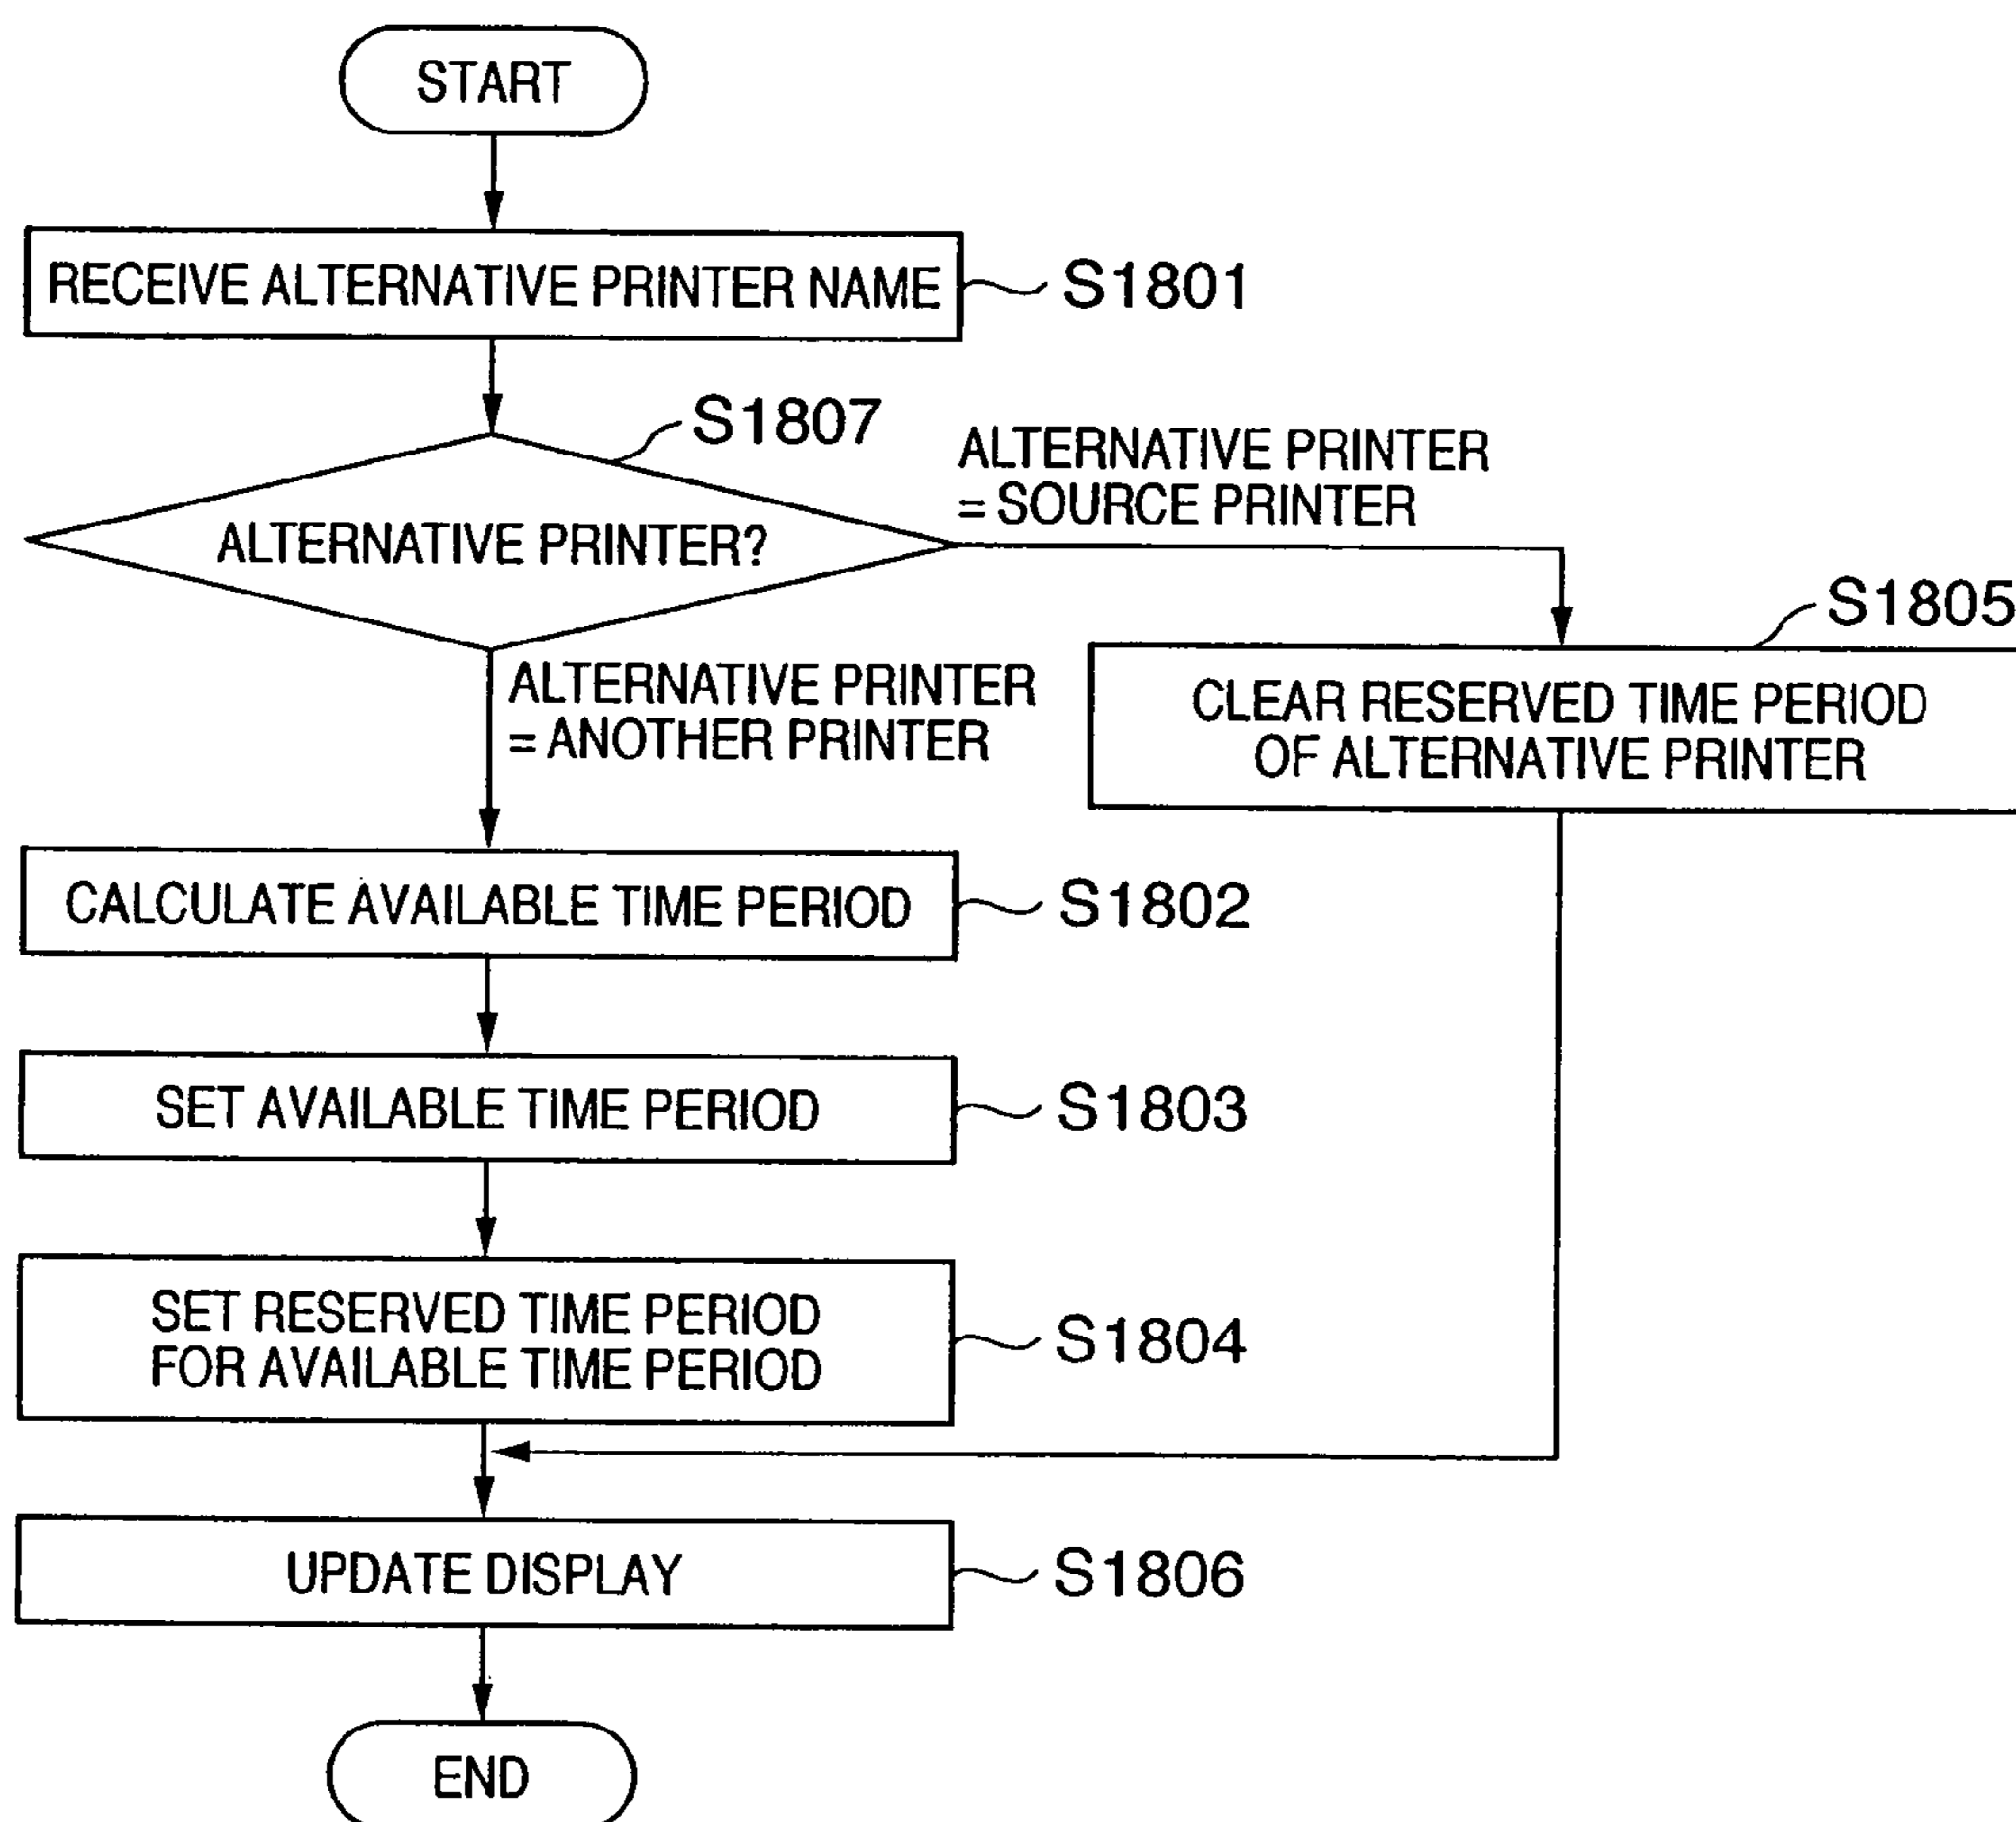 START
RECEIVE ALTERNATIVE PRINTER NAME
S1801
S1807
ALTERNATIVE PRINTER?
ALTERNATIVE PRINTER
= SOURCE PRINTER
S1805
CLEAR RESERVED TIME PERIOD
OF ALTERNATIVE PRINTER
ALTERNATIVE PRINTER
= ANOTHER PRINTER
CALCULATE AVAILABLE TIME PERIOD
S1802
SET AVAILABLE TIME PERIOD
S1803
SET RESERVED TIME PERIOD
FOR AVAILABLE TIME PERIOD
S1804
UPDATE DISPLAY
S1806
END